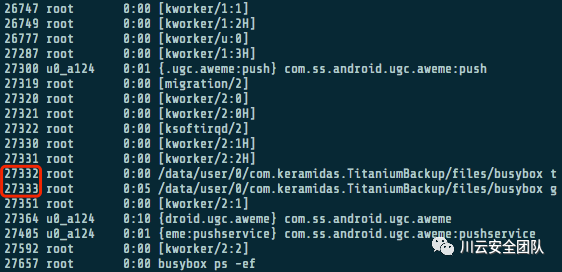 26747 root 0:00 [kworker/1:1]
26749 root 0:00 [kworker/1:2H]
26777 root 0:00 [kworker/u:0]
27287 root 0:00 [kworker/1:3H]
27300 u0_a124 0:01 {.ugc.aweme:push} com.ss.android.ugc.aweme:push
27319 root 0:00 [migration/2]
27320 root 0:00 [kworker/2:0]
27321 root 0:00 [kworker/2:0H]
27322 root 0:00 [ksoftirqd/2]
27330 root 0:00 [kworker/2:1H]
27331 root 0:00 [kworker/2:2H]
27332 root 0:00 /data/user/0/com.keramidas.TitaniumBackup/files/busybox t
27333 root 0:05 /data/user/0/com.keramidas.TitaniumBackup/files/busybox g
27351 root 0:00 [kworker/2:1]
27364 u0_a124 0:10 {droid.ugc.aweme} com.ss.android.ugc.aweme
27405 u0_a124 0:01 {eme:pushservice} com.ss.android.ugc.aweme:pushservice
27592 root 0:00 [kworker/2:2]
27657 root 0:00 busybox ps -ef
川云安全团队